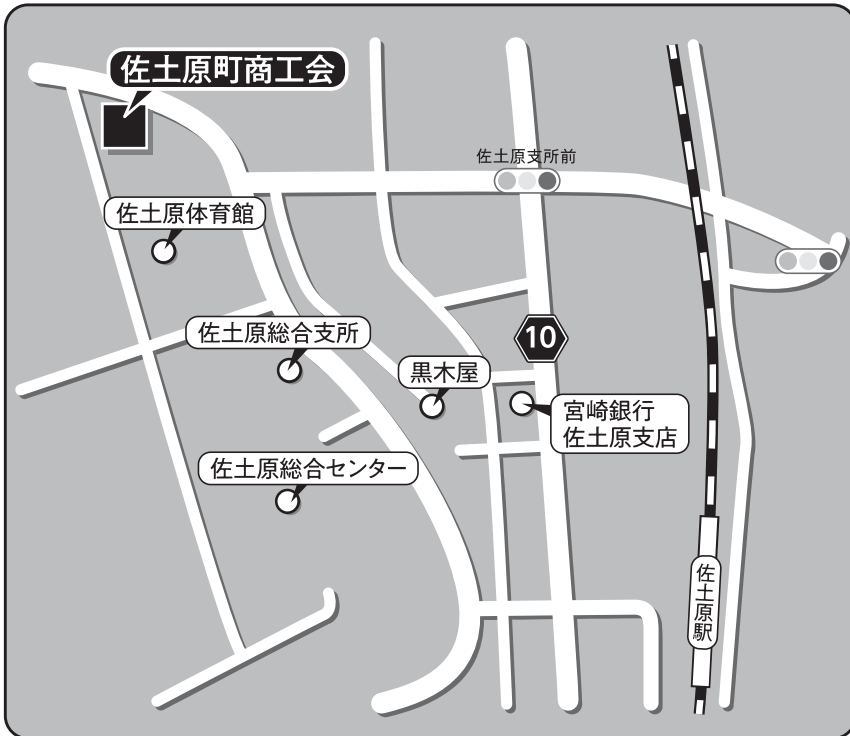 佐土原町商工会
佐土原支所前
佐土原体育館
佐土原総合支所
10
黒木屋
宮崎銀行
佐土原支店
佐土原総合センター
佐土原駅